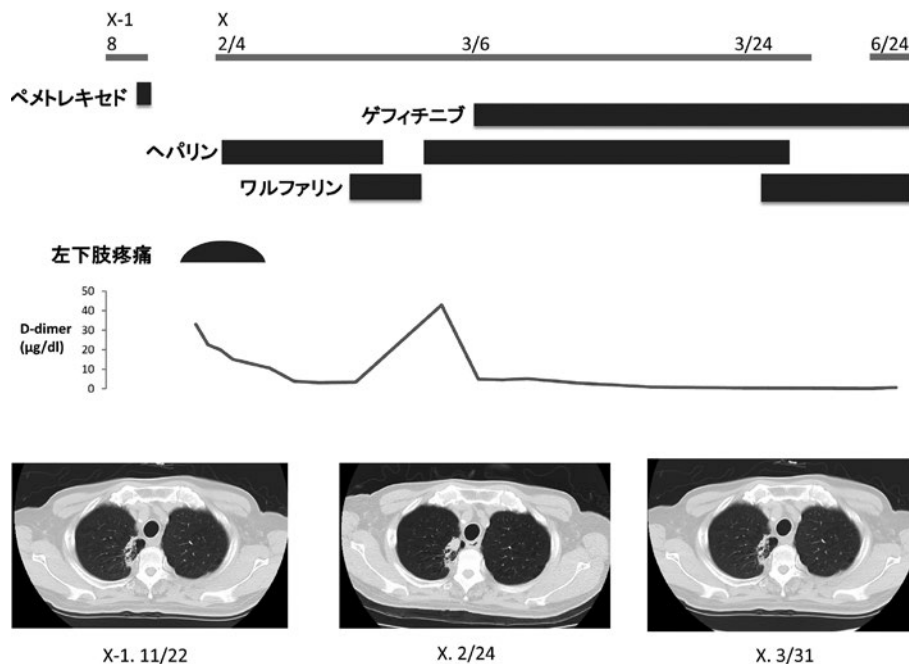 X-1 X
8 2/4 3/6 3/24 6/24
ペメトレキセド
ゲフィチニブ
ヘパリン
ワルファリン
左下肢疼痛
D-dimer
(μg/dl)
50
40
30
20
10
0
X-1. 11/22 X. 2/24 X. 3/31